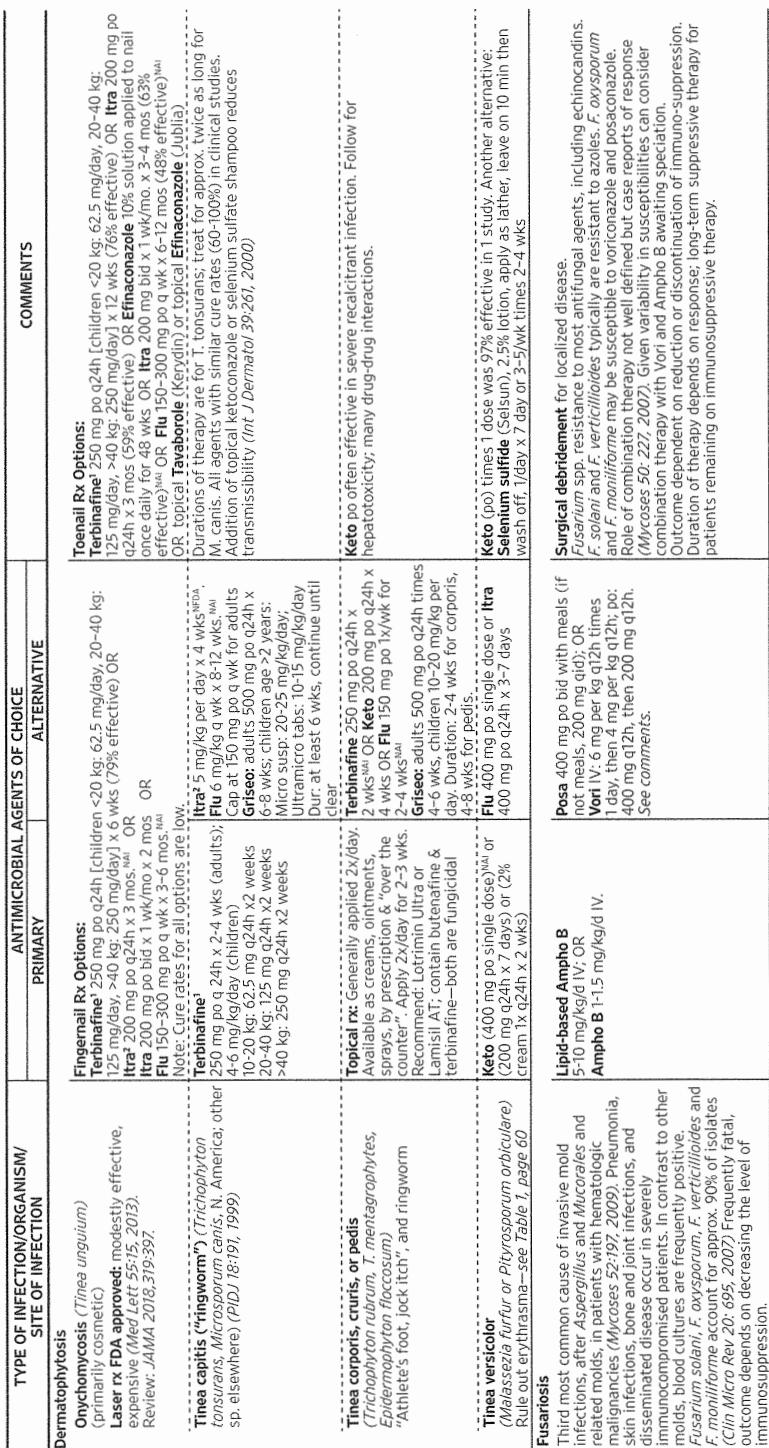 TYPE OF INFECTION/ORGANISM/
SITE OF INFECTION
ANTIMICROBIAL AGENTS OF CHOICE
PRIMARY
ALTERNATIVE
COMMENTS
Dermatophytosis
Onychomycosis (Tinea unguium)
(primarily cosmetic)
Laser rx FDA approved: modestly effective,
expensive (Med Lett 55:15, 2013).
Review: JAMA 2018,319:397.
Fingernail Rx Options:
Terbinafine¹ 250 mg po q24h [children <20 kg: 62.5 mg/day, 20–40 kg:
125 mg/day, >40 kg: 250 mg/day] x 6 wks (79% effective) OR
Itra² 200 mg po q24h x 3 mos.NAI OR
Itra 200 mg po bid x 1 wk/mo x 2 mos OR
Flu 150–300 mg po q wk x 3–6 mos.NAI
Note: Cure rates for all options are low.
Toenail Rx Options:
Terbinafine¹ 250 mg po q24h [children <20 kg: 62.5 mg/day, 20–40 kg:
125 mg/day, >40 kg: 250 mg/day] x 12 wks (76% effective) OR Itra 200 mg po
q24h x 3 mos (59% effective) OR Efinaconazole 10% solution applied to nail
once daily for 48 wks OR Itra 200 mg bid x 1 wk/mo. x 3–4 mos (63%
effective)NAI OR Flu 150–300 mg po q wk x 6–12 mos (48% effective)NAI
OR topical Tavaborole (Kerydin) or topical Efinaconazole (Jublia)
Tinea capitis ("ringworm") (Trichophyton
tonsurans, Microsporum canis, N. America; other
sp. elsewhere) (PIDJ 18:191, 1999)
Terbinafine¹
250 mg po q 24h x 2-4 wks (adults);
4-6 mg/kg/day (children)
10-20 kg: 62.5 mg q24h x2 weeks
20-40 kg: 125 mg q24h x2 weeks
>40 kg: 250 mg q24h x2 weeks
Itra² 5 mg/kg per day x 4 wksNFDA,
Flu 6 mg/kg q wk x 8-12 wks.NAI
Cap at 150 mg po q wk for adults
Griseo: adults 500 mg po q24h x
6-8 wks; children age >2 years:
Micro susp: 20-25 mg/kg/day;
Ultramicro tabs: 10-15 mg/kg/day
Dur: at least 6 wks, continue until
clear
Durations of therapy are for T. tonsurans; treat for approx. twice as long for
M. canis. All agents with similar cure rates (60-100%) in clinical studies.
Addition of topical ketoconazole or selenium sulfate shampoo reduces
transmissibility (Int J Dermatol 39:261, 2000)
Tinea corporis, cruris, or pedis
(Trichophyton rubrum, T. mentagrophytes,
Epidermophyton floccosum)
"Athlete's foot, jock itch", and ringworm
Topical rx: Generally applied 2x/day.
Available as creams, ointments,
sprays, by prescription & "over the
counter". Apply 2x/day for 2–3 wks.
Recommend: Lotrimin Ultra or
Lamisil AT; contain butenafine &
terbinafine—both are fungicidal
Terbinafine 250 mg po q24h x
2 wksNAI OR Keto 200 mg po q24h x
4 wks OR Flu 150 mg po 1x/wk for
2–4 wksNAI
Griseo: adults 500 mg po q24h times
4–6 wks, children 10–20 mg/kg per
day. Duration: 2-4 wks for corporis,
4-8 wks for pedis.
Keto po often effective in severe recalcitrant infection. Follow for
hepatotoxicity; many drug-drug interactions.
Tinea versicolor
(Malassezia furfur or Pityrosporum orbiculare)
Rule out erythrasma—see Table 1, page 60
Keto (400 mg po single dose)NAI or
(200 mg q24h x 7 days) or (2%
cream 1x q24h x 2 wks)
Flu 400 mg po single dose or Itra
400 mg po q24h x 3–7 days
Keto (po) times 1 dose was 97% effective in 1 study. Another alternative:
Selenium sulfide (Selsun), 2.5% lotion, apply as lather, leave on 10 min then
wash off, 1/day x 7 day or 3–5/wk times 2–4 wks
Fusariosis
Third most common cause of invasive mold
infections, after Aspergillus and Mucorales and
related molds, in patients with hematologic
malignancies (Mycoses 52:197, 2009). Pneumonia,
skin infections, bone and joint infections, and
disseminated disease occur in severely
immunocompromised patients. In contrast to other
molds, blood cultures are frequently positive.
Fusarium solani, F. oxysporum, F. verticillioides and
F. moniliforme account for approx. 90% of isolates
(Clin Micro Rev 20: 695, 2007) Frequently fatal,
outcome depends on decreasing the level of
immunosuppression.
Lipid-based Ampho B
5-10 mg/kg/d IV; OR
Ampho B 1-1.5 mg/kg/d IV.
Posa 400 mg po bid with meals (if
not meals, 200 mg qid); OR
Vori IV: 6 mg per kg q12h times
1 day, then 4 mg per kg q12h; po:
400 mg q12h, then 200 mg q12h.
See comments.
Surgical debridement for localized disease.
Fusarium spp. resistance to most antifungal agents, including echinocandins.
F. solani and F. verticillioides typically are resistant to azoles. F. oxysporum
and F. moniliforme may be susceptible to voriconazole and posaconazole.
Role of combination therapy not well defined but case reports of response
(Mycoses 50: 227, 2007). Given variability in susceptibilities can consider
combination therapy with Vori and Ampho B awaiting speciation.
Outcome dependent on reduction or discontinuation of immuno-suppression.
Duration of therapy depends on response; long-term suppressive therapy for
patients remaining on immunosuppressive therapy.